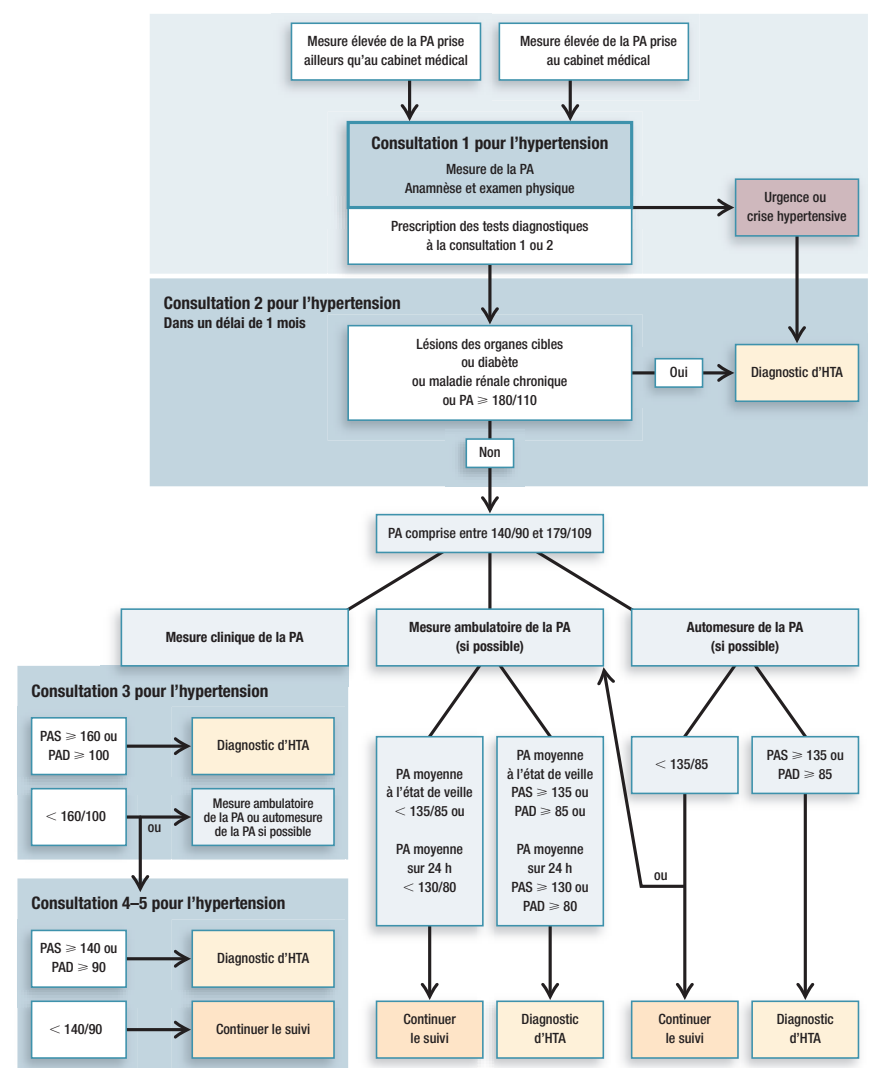 Mesure élevée de la PA prise
ailleurs qu'au cabinet médical
Mesure élevée de la PA prise
au cabinet médical
Consultation 1 pour l'hypertension
Mesure de la PA
Anamnèse et examen physique
Prescription des tests diagnostiques
à la consultation 1 ou 2
Urgence ou
crise hypertensive
Consultation 2 pour l'hypertension
Dans un délai de 1 mois
Lésions des organes cibles
ou diabète
ou maladie rénale chronique
ou PA ⩾ 180/110
Oui
Diagnostic d'HTA
Non
PA comprise entre 140/90 et 179/109
Mesure clinique de la PA
Mesure ambulatoire de la PA
(si possible)
Automesure de la PA
(si possible)
Consultation 3 pour l'hypertension
PAS ⩾ 160 ou
PAD ⩾ 100
Diagnostic d'HTA
< 160/100
ou
Mesure ambulatoire
de la PA ou automesure
de la PA si possible
Consultation 4–5 pour l'hypertension
PAS ⩾ 140 ou
PAD ⩾ 90
Diagnostic d'HTA
< 140/90
Continuer le suivi
PA moyenne
à l'état de veille
< 135/85 ou
PA moyenne
sur 24 h
< 130/80
PA moyenne
à l'état de veille
PAS ⩾ 135 ou
PAD ⩾ 85 ou
PA moyenne
sur 24 h
PAS ⩾ 130 ou
PAD ⩾ 80
< 135/85
PAS ⩾ 135 ou
PAD ⩾ 85
ou
Continuer
le suivi
Diagnostic
d'HTA
Continuer
le suivi
Diagnostic
d'HTA